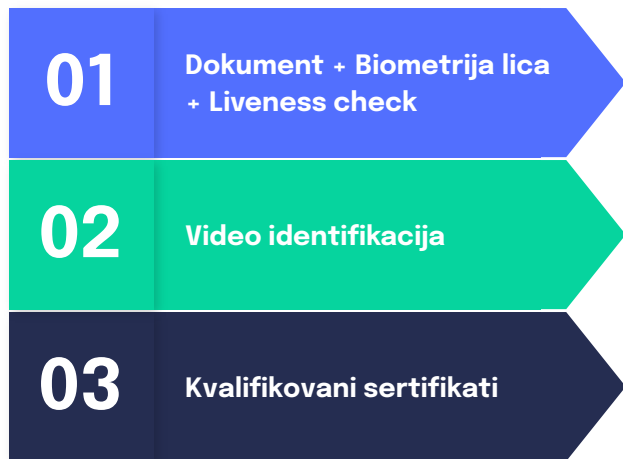 01
Dokument + Biometrija lica
+ Liveness check
02
Video identifikacija
03
Kvalifikovani sertifikati